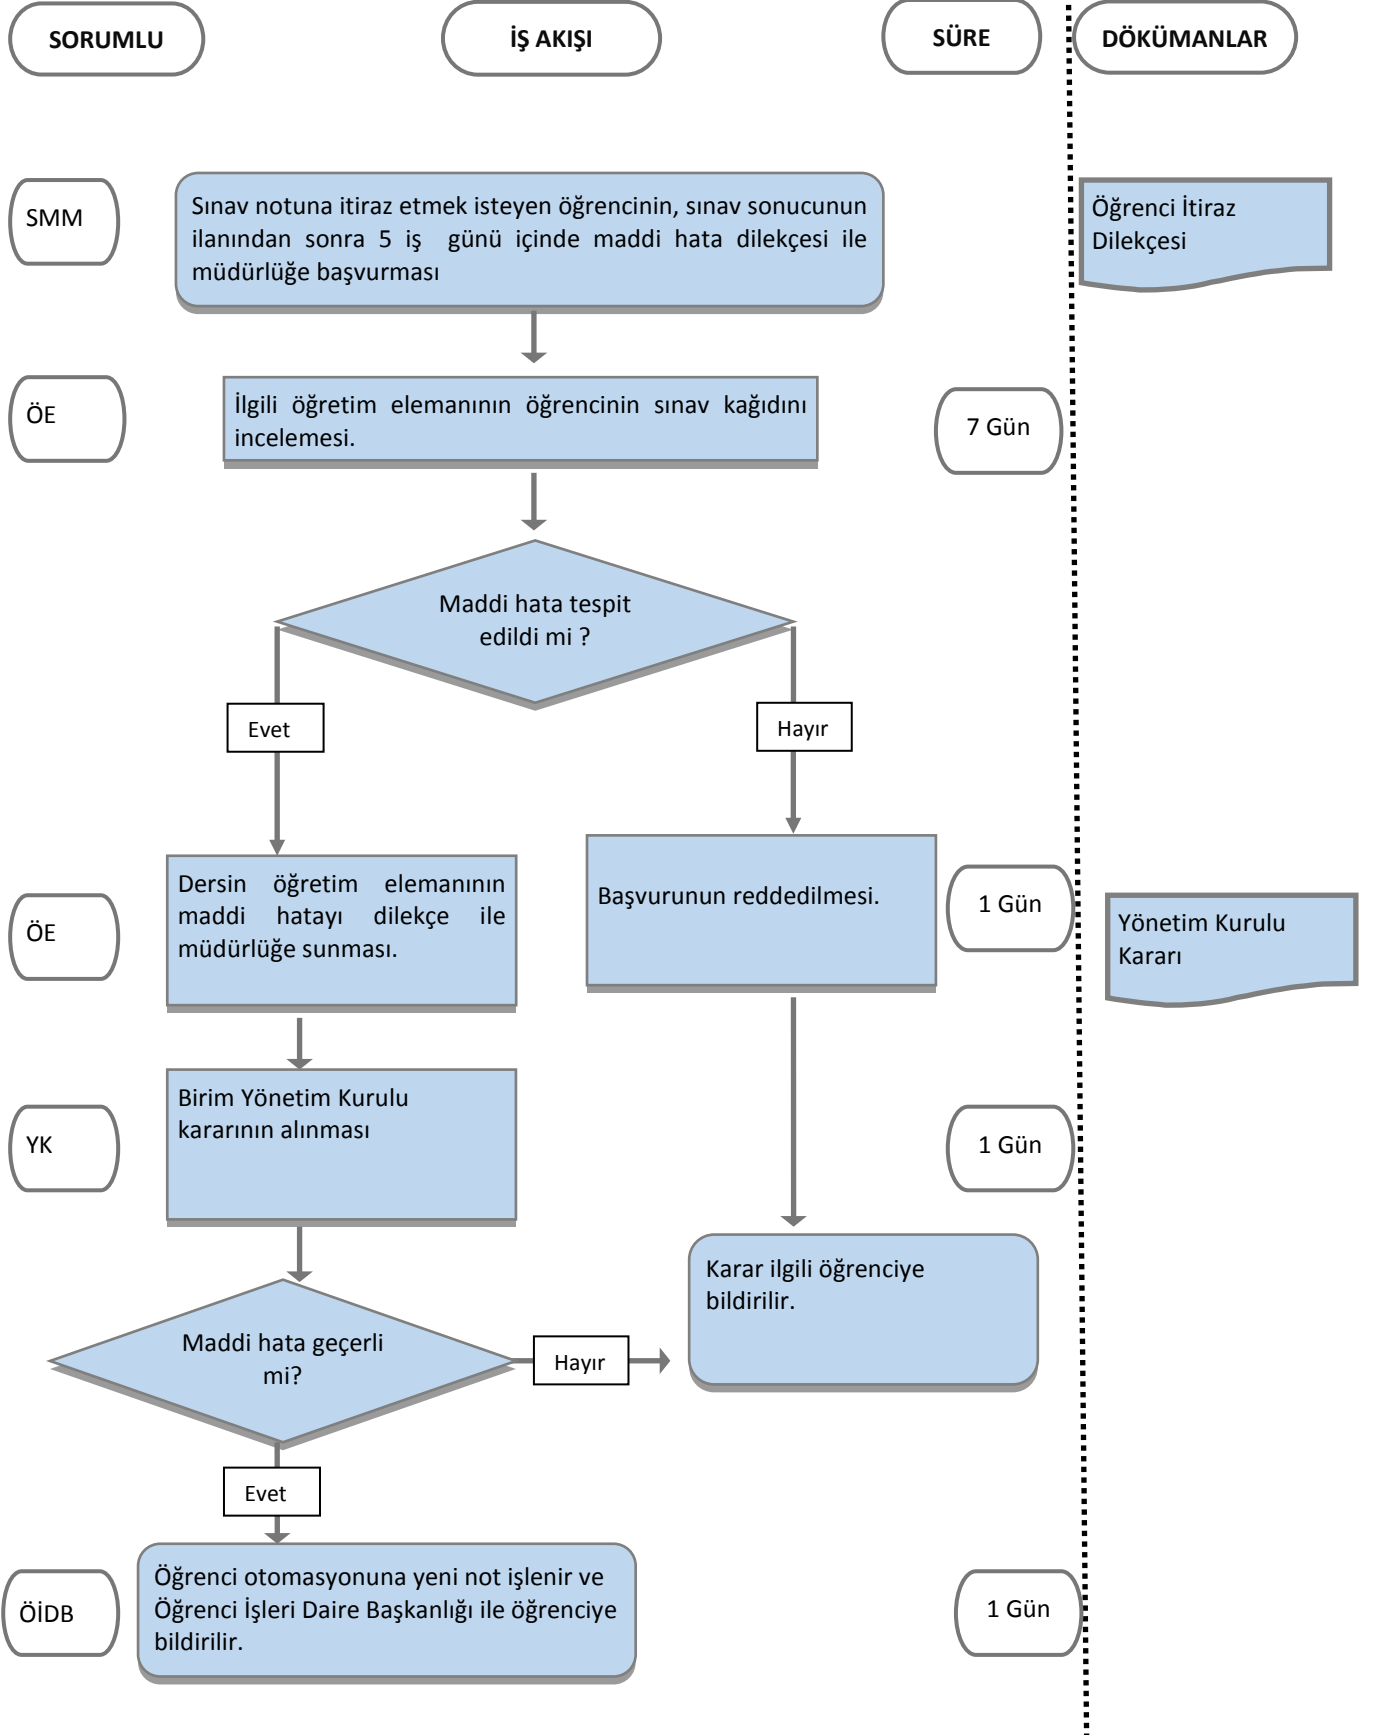 SORUMLU
İŞ AKIŞI
SÜRE
DÖKÜMANLAR
SMM
Sınav notuna itiraz etmek isteyen öğrencinin, sınav sonucunun
ilanından sonra 5 iş günü içinde maddi hata dilekçesi ile
müdürlüğe başvurması
Öğrenci İtiraz
Dilekçesi
ÖE
İlgili öğretim elemanının öğrencinin sınav kağıdını
incelemesi.
7 Gün
Maddi hata tespit
edildi mi ?
Evet
Hayır
ÖE
Dersin öğretim elemanının
maddi hatayı dilekçe ile
müdürlüğe sunması.
Başvurunun reddedilmesi.
1 Gün
Yönetim Kurulu
Kararı
YK
Birim Yönetim Kurulu
kararının alınması
1 Gün
Karar ilgili öğrenciye
bildirilir.
Maddi hata geçerli
mi?
Hayır
Evet
ÖİDB
Öğrenci otomasyonuna yeni not işlenir ve
Öğrenci İşleri Daire Başkanlığı ile öğrenciye
bildirilir.
1 Gün